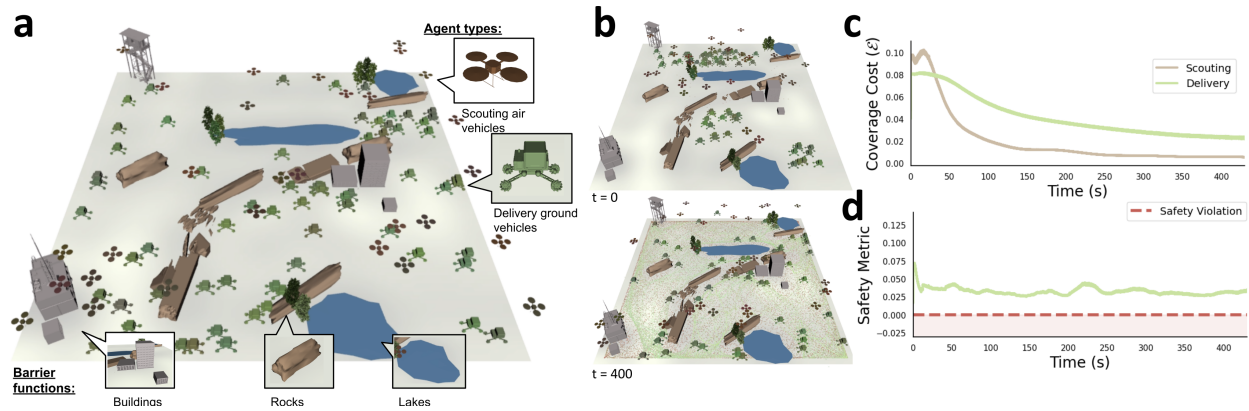 a
Agent types:
Scouting air
vehicles
Delivery ground
vehicles
Barrier
functions:
Buildings
Rocks
Lakes
b
t = 0
t = 400
c
Coverage Cost (ℰ)
0.10
0.08
0.06
0.04
0.02
0.00
Scouting
Delivery
0 50 100 150 200 250 300 350 400
Time (s)
d
Safety Metric
0.125
0.100
0.075
0.050
0.025
0.000
−0.025
Safety Violation
0 50 100 150 200 250 300 350 400
Time (s)